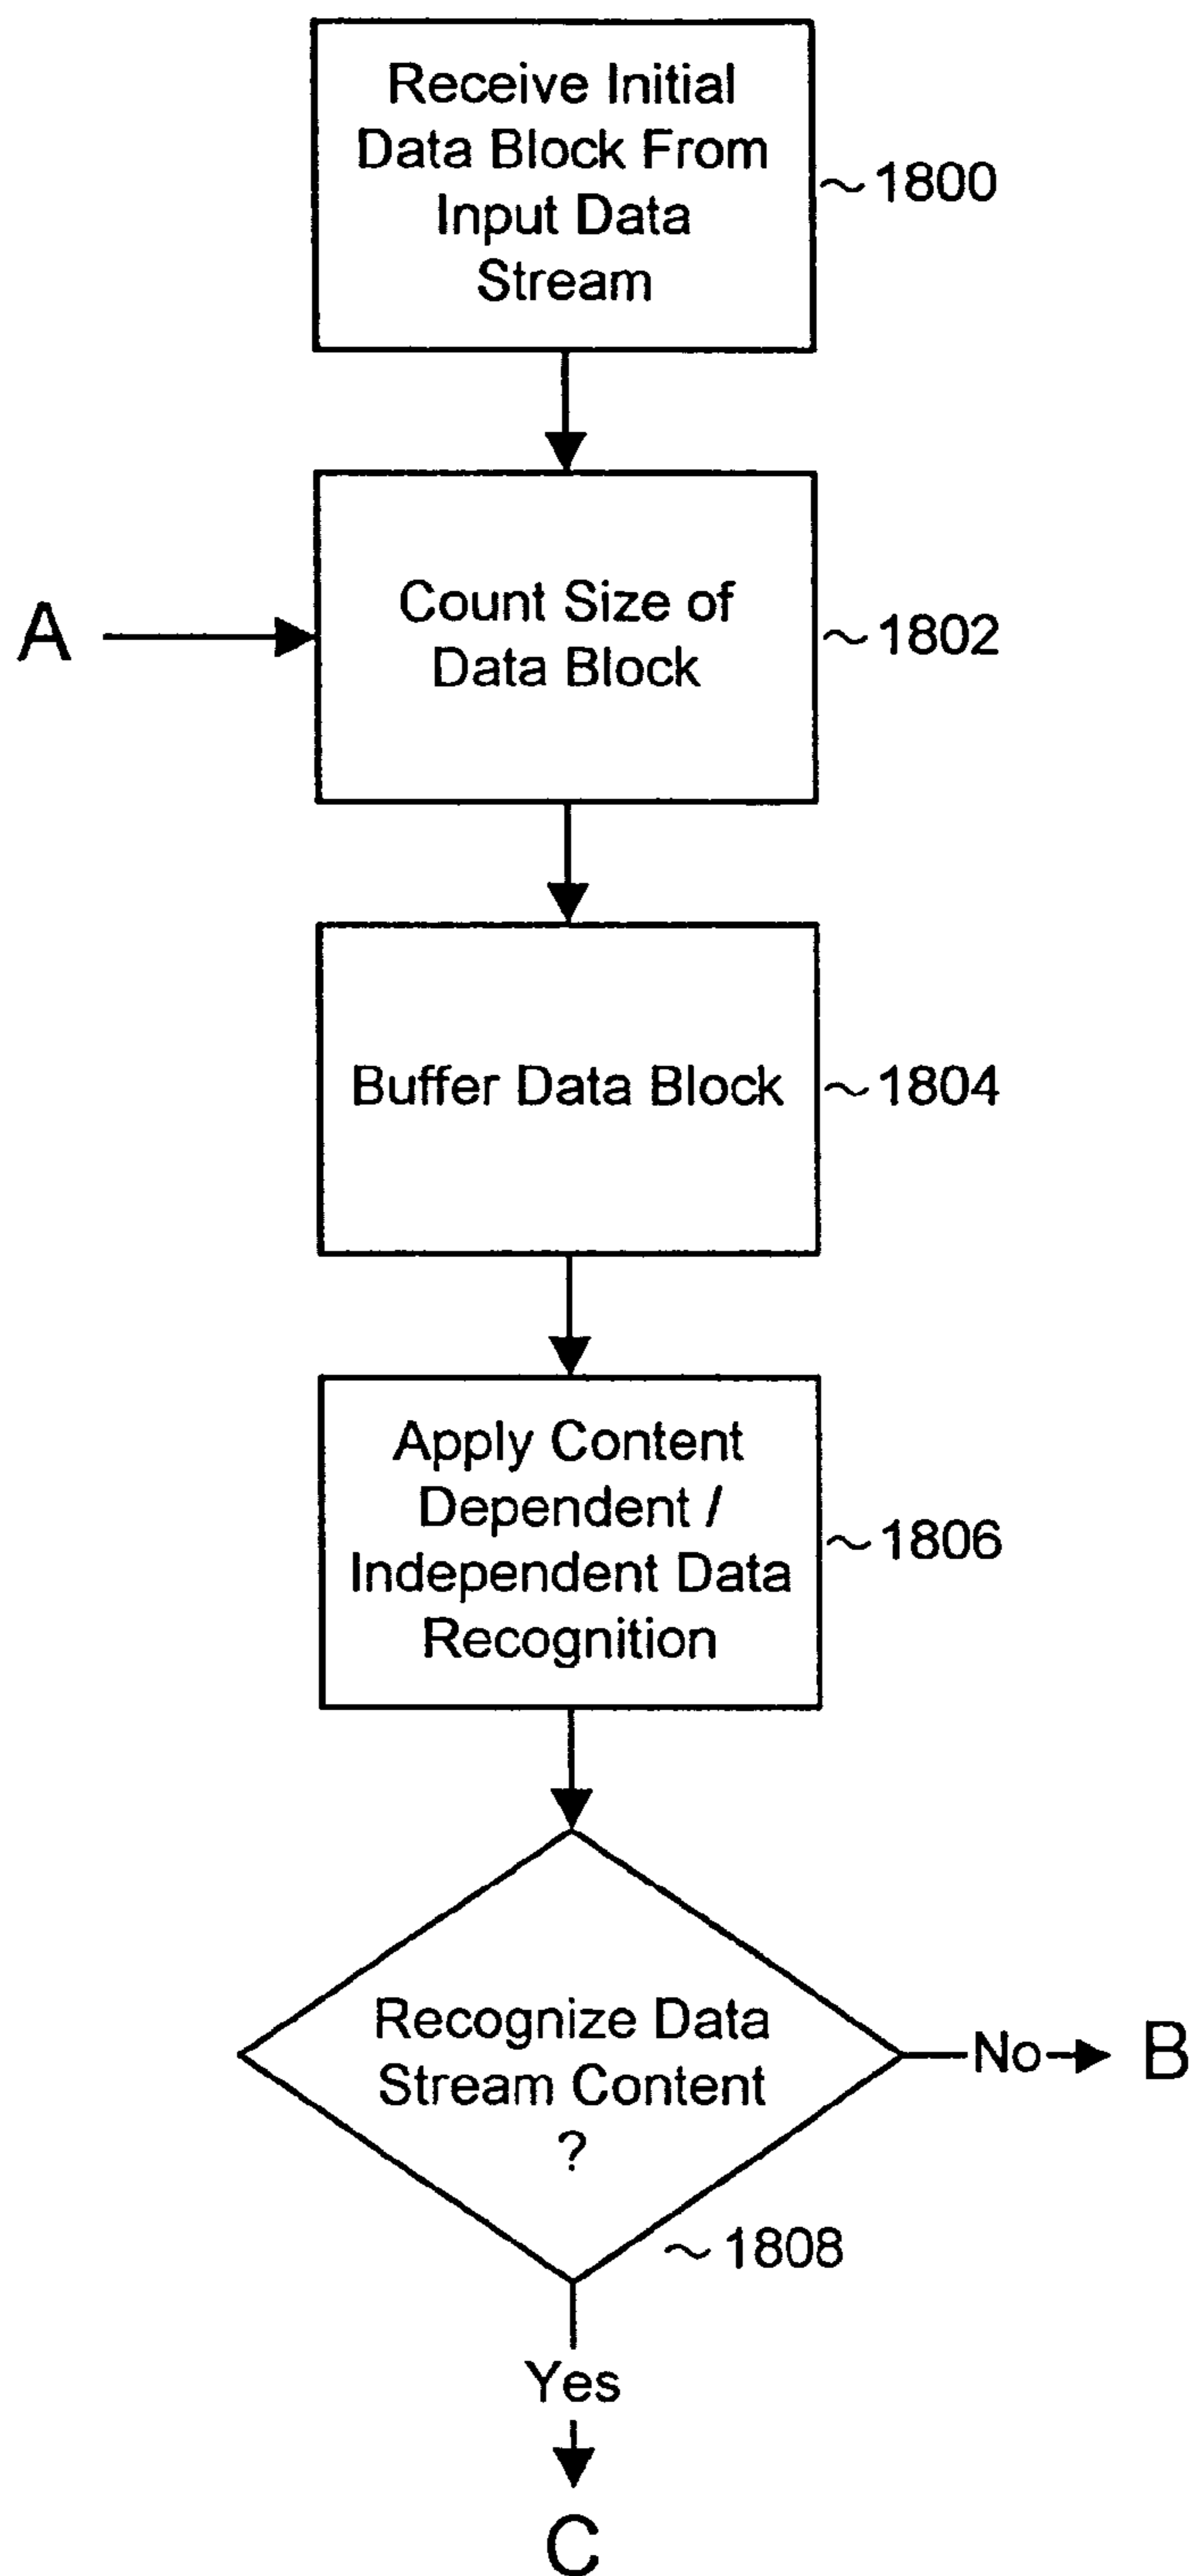 Receive Initial
Data Block From
Input Data
Stream
~1800
A
Count Size of
Data Block
~1802
Buffer Data Block
~1804
Apply Content
Dependent /
Independent Data
Recognition
~1806
Recognize Data
Stream Content
?
No
B
~1808
Yes
C